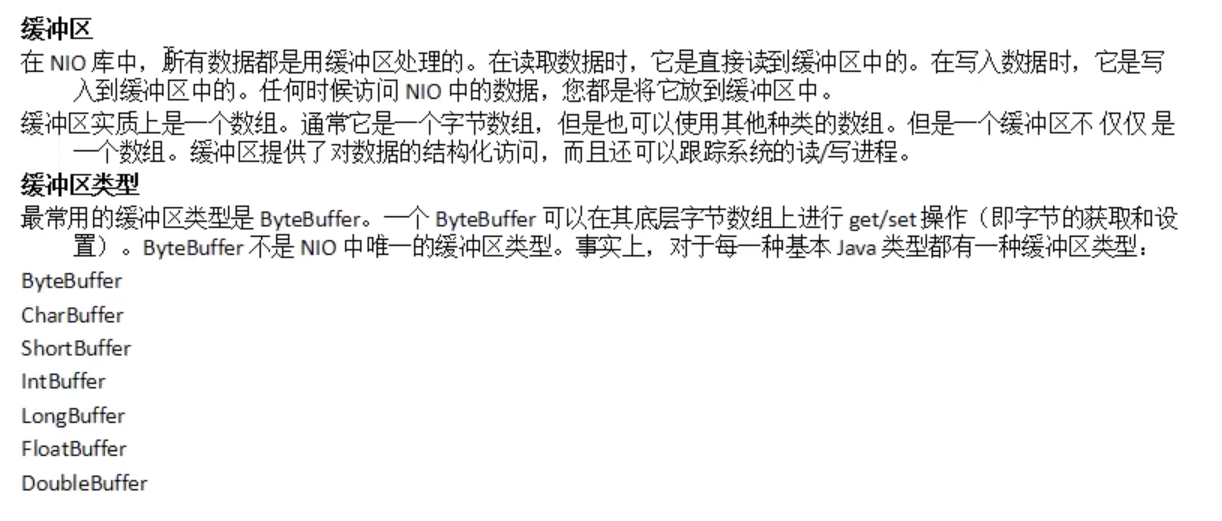 缓冲区
在 NIO 库中，所有数据都是用缓冲区处理的。在读取数据时，它是直接读到缓冲区中的。在写入数据时，它是写
入到缓冲区中的。任何时候访问 NIO 中的数据，您都是将它放到缓冲区中。
缓冲区实质上是一个数组。通常它是一个字节数组，但是也可以使用其他种类的数组。但是一个缓冲区不 仅仅 是
一个数组。缓冲区提供了对数据的结构化访问，而且还可以跟踪系统的读/写进程。
缓冲区类型
最常用的缓冲区类型是 ByteBuffer。一个 ByteBuffer 可以在其底层字节数组上进行 get/set 操作（即字节的获取和设
置）。ByteBuffer 不是 NIO 中唯一的缓冲区类型。事实上，对于每一种基本 Java 类型都有一种缓冲区类型：
ByteBuffer
CharBuffer
ShortBuffer
IntBuffer
LongBuffer
FloatBuffer
DoubleBuffer